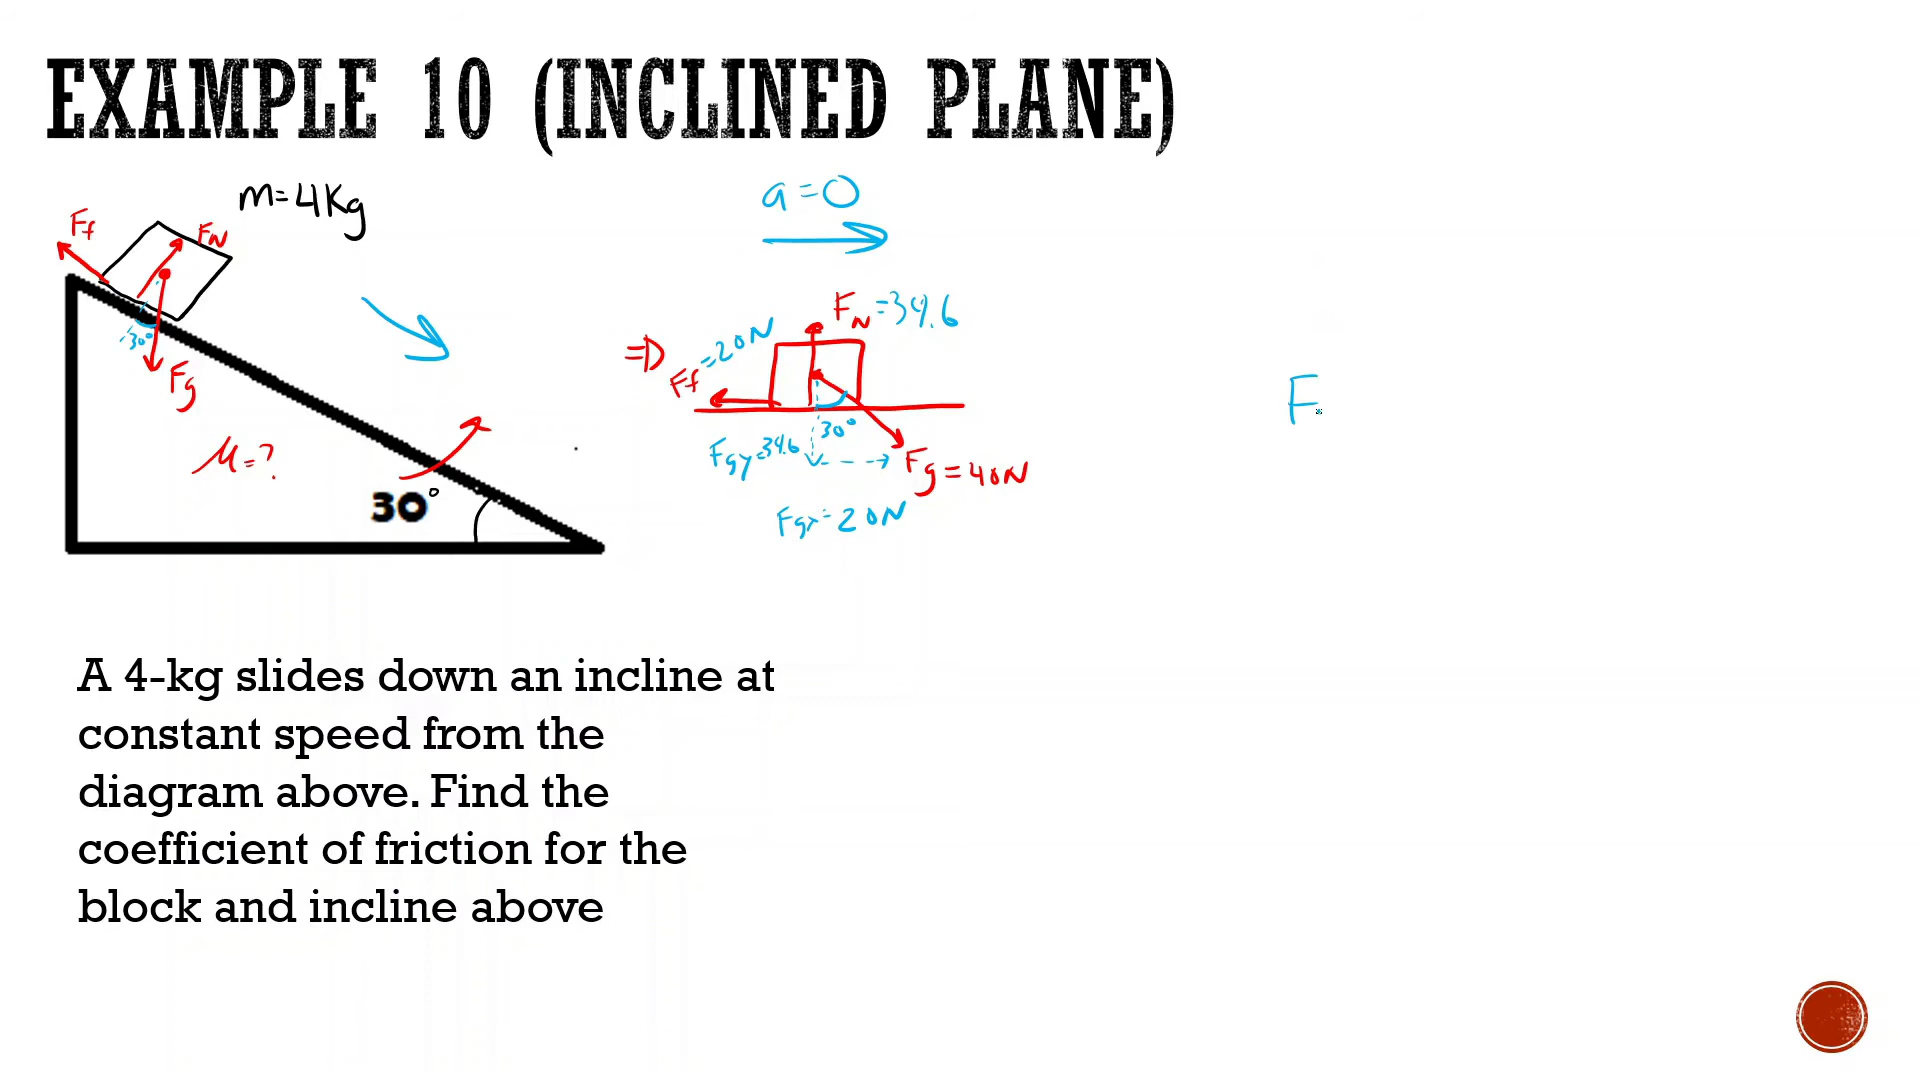 EXAMPLE 10 (INCLINED PLANE)
m=4Kg
a=0
Ff
FN
30°
Fg
μ=?
30°
⇒
FN=34.6
Ff=20N
30°
Fgy=34.6
Fg=40N
Fgx=20N
F
A 4-kg slides down an incline at
constant speed from the
diagram above. Find the
coefficient of friction for the
block and incline above